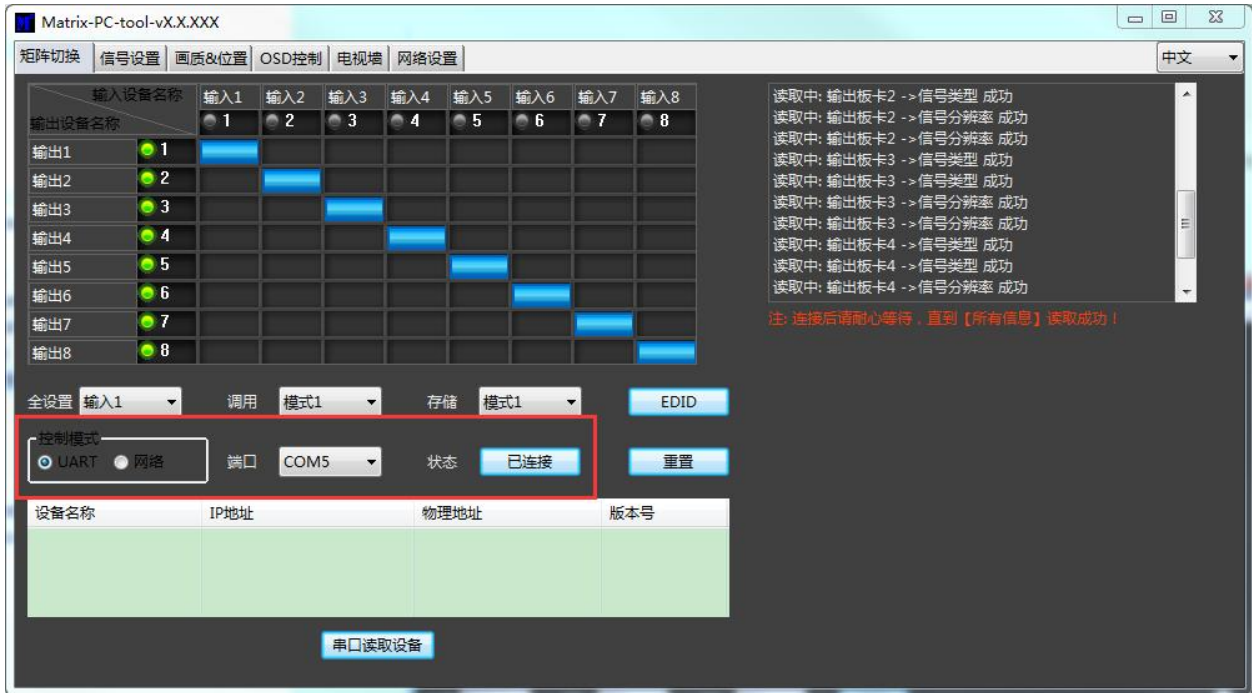 Matrix-PC-tool-vX.X.XXX
矩阵切换 信号设置 画质&位置 OSD控制 电视墙 网络设置 中文
输入设备名称 输入1 输入2 输入3 输入4 输入5 输入6 输入7 输入8
输出设备名称 1 2 3 4 5 6 7 8
输出1 1
输出2 2
输出3 3
输出4 4
输出5 5
输出6 6
输出7 7
输出8 8
读取中: 输出板卡2 ->信号类型 成功
读取中: 输出板卡2 ->信号分辨率 成功
读取中: 输出板卡2 ->信号分辨率 成功
读取中: 输出板卡3 ->信号类型 成功
读取中: 输出板卡3 ->信号类型 成功
读取中: 输出板卡3 ->信号分辨率 成功
读取中: 输出板卡3 ->信号分辨率 成功
读取中: 输出板卡4 ->信号类型 成功
读取中: 输出板卡4 ->信号类型 成功
读取中: 输出板卡4 ->信号分辨率 成功
注: 连接后请耐心等待，直到【所有信息】读取成功！
全设置 输入1 调用 模式1 存储 模式1 EDID
控制模式
UART 网络 端口 COM5 状态 已连接 重置
设备名称 IP地址 物理地址 版本号
串口读取设备